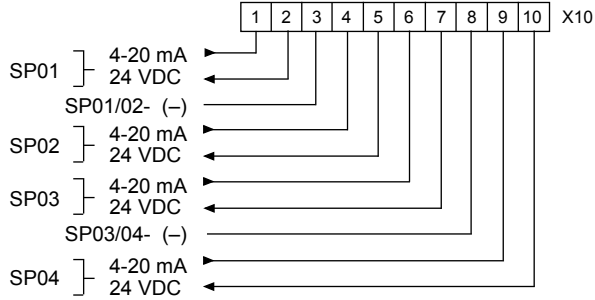 1 2 3 4 5 6 7 8 9 10 X10
4-20 mA
SP01
24 VDC
SP01/02- (–)
4-20 mA
SP02
24 VDC
4-20 mA
SP03
24 VDC
SP03/04- (–)
4-20 mA
SP04
24 VDC